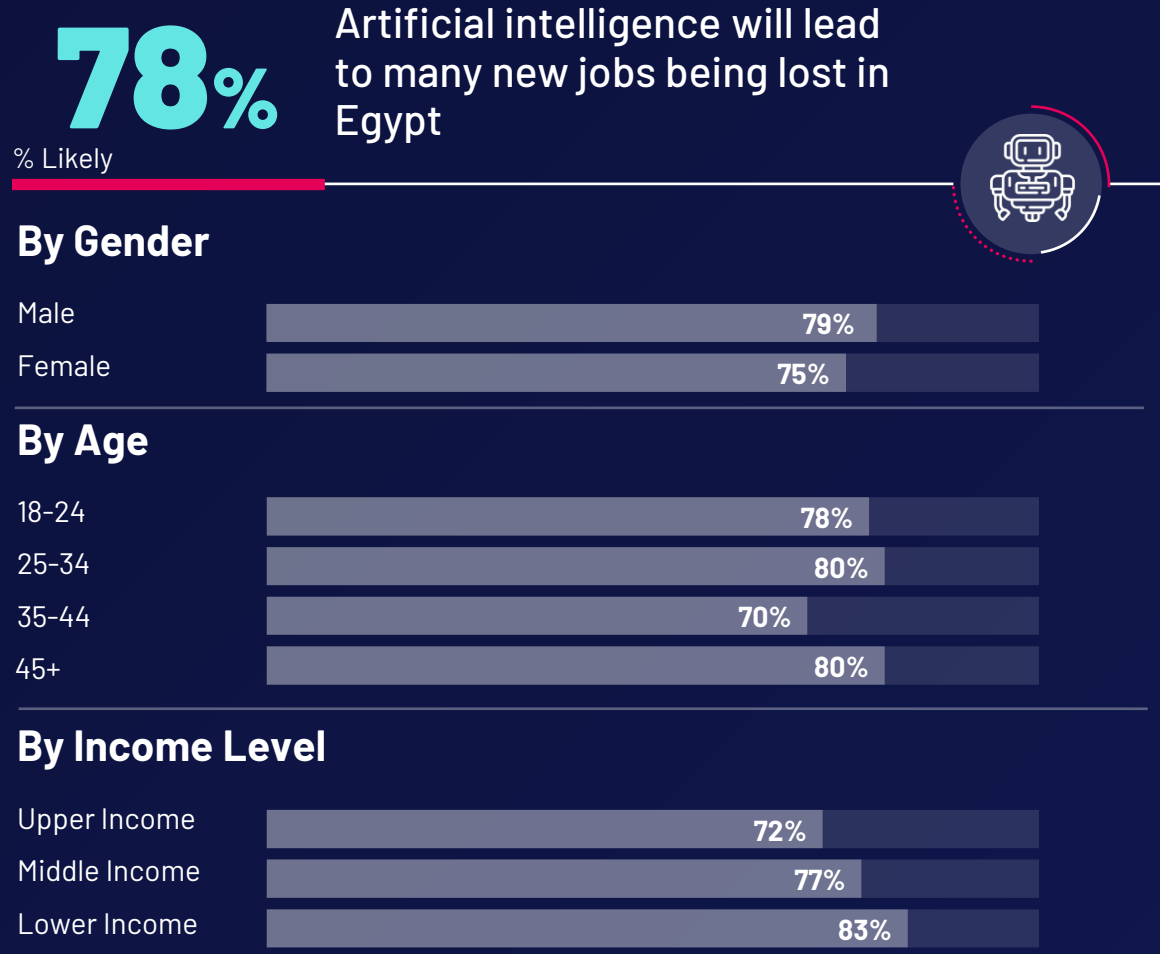 78%
Artificial intelligence will lead
to many new jobs being lost in
Egypt
% Likely
By Gender
Male 79%
Female 75%
By Age
18-24 78%
25-34 80%
35-44 70%
45+ 80%
By Income Level
Upper Income 72%
Middle Income 77%
Lower Income 83%